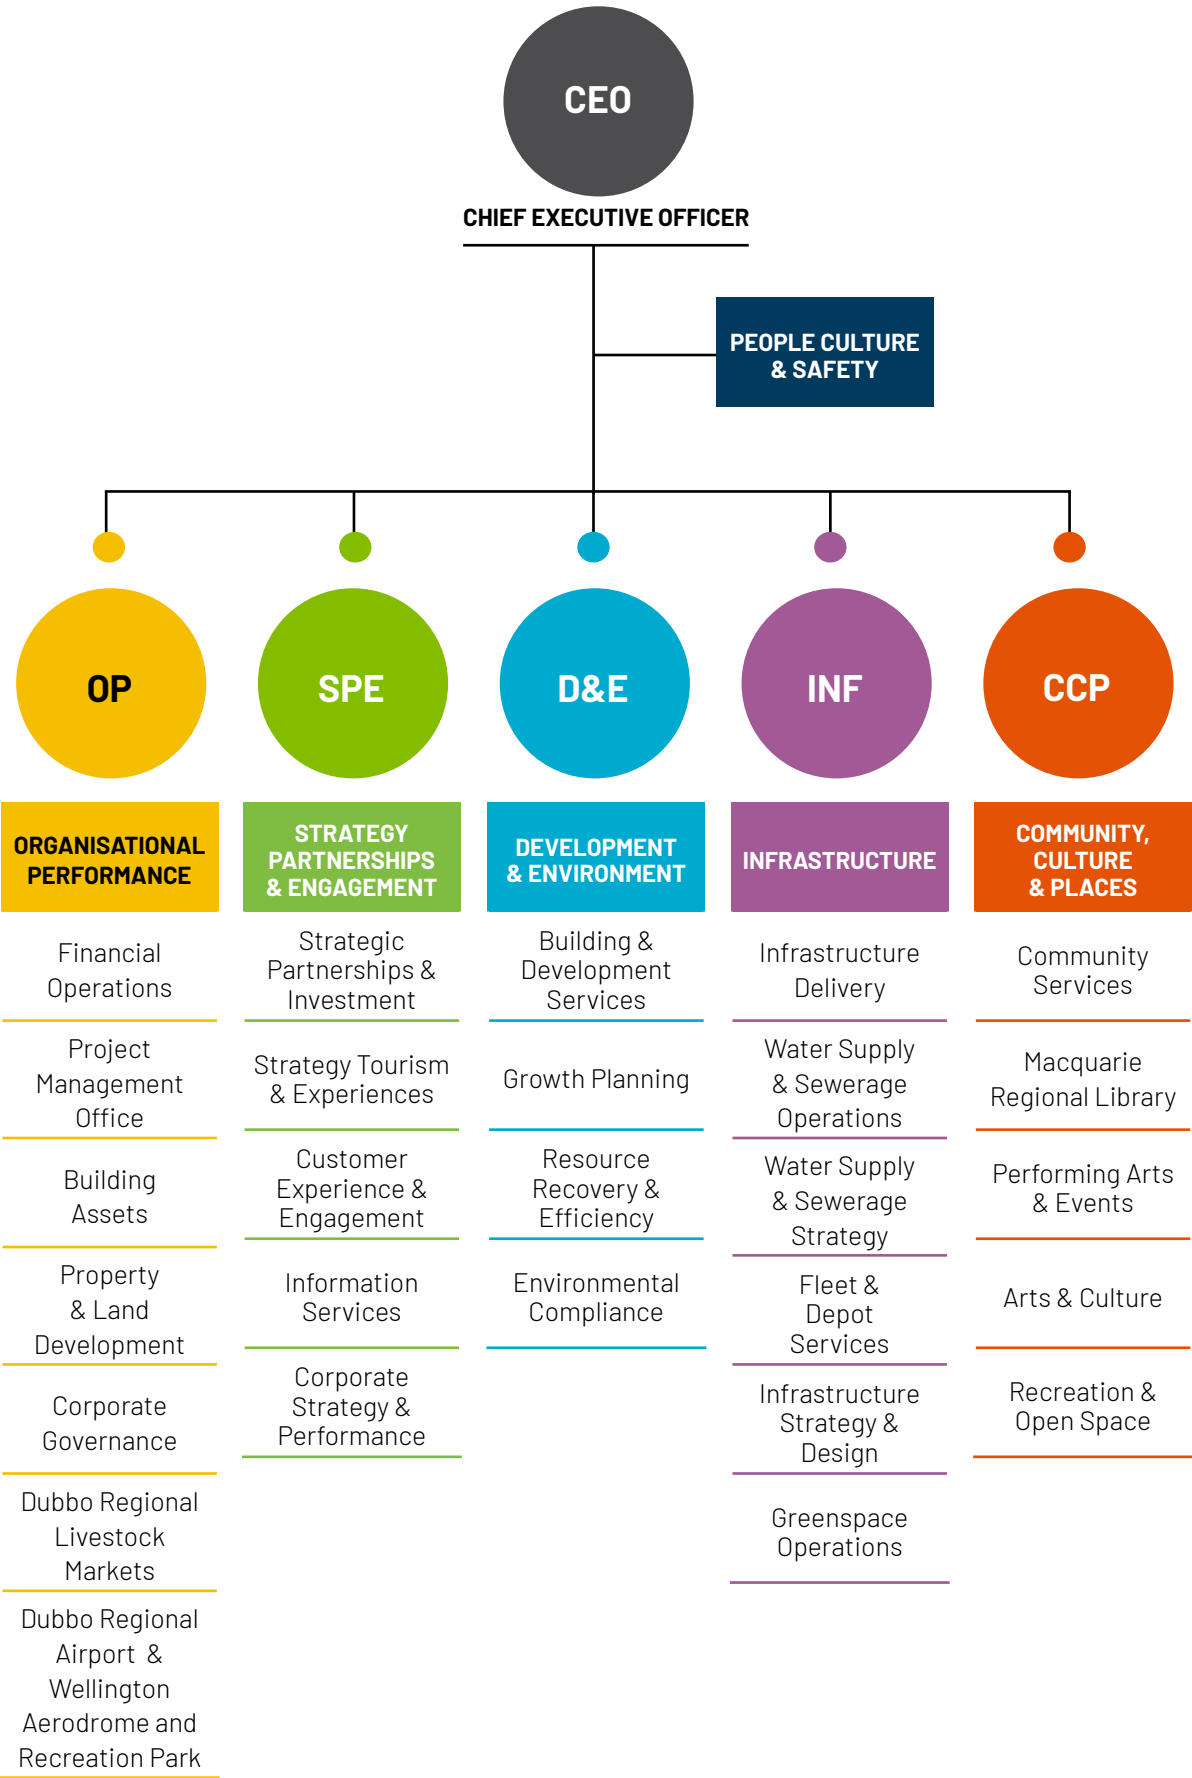 CEO
CHIEF EXECUTIVE OFFICER
PEOPLE CULTURE
& SAFETY
OP
ORGANISATIONAL
PERFORMANCE
Financial
Operations
Project
Management
Office
Building
Assets
Property
& Land
Development
Corporate
Governance
Dubbo Regional
Livestock
Markets
Dubbo Regional
Airport &
Wellington
Aerodrome and
Recreation Park
SPE
STRATEGY
PARTNERSHIPS
& ENGAGEMENT
Strategic
Partnerships &
Investment
Strategy Tourism
& Experiences
Customer
Experience &
Engagement
Information
Services
Corporate
Strategy &
Performance
D&E
DEVELOPMENT
& ENVIRONMENT
Building &
Development
Services
Growth Planning
Resource
Recovery &
Efficiency
Environmental
Compliance
INF
INFRASTRUCTURE
Infrastructure
Delivery
Water Supply
& Sewerage
Operations
Water Supply
& Sewerage
Strategy
Fleet &
Depot
Services
Infrastructure
Strategy &
Design
Greenspace
Operations
CCP
COMMUNITY,
CULTURE
& PLACES
Community
Services
Macquarie
Regional Library
Performing Arts
& Events
Arts & Culture
Recreation &
Open Space